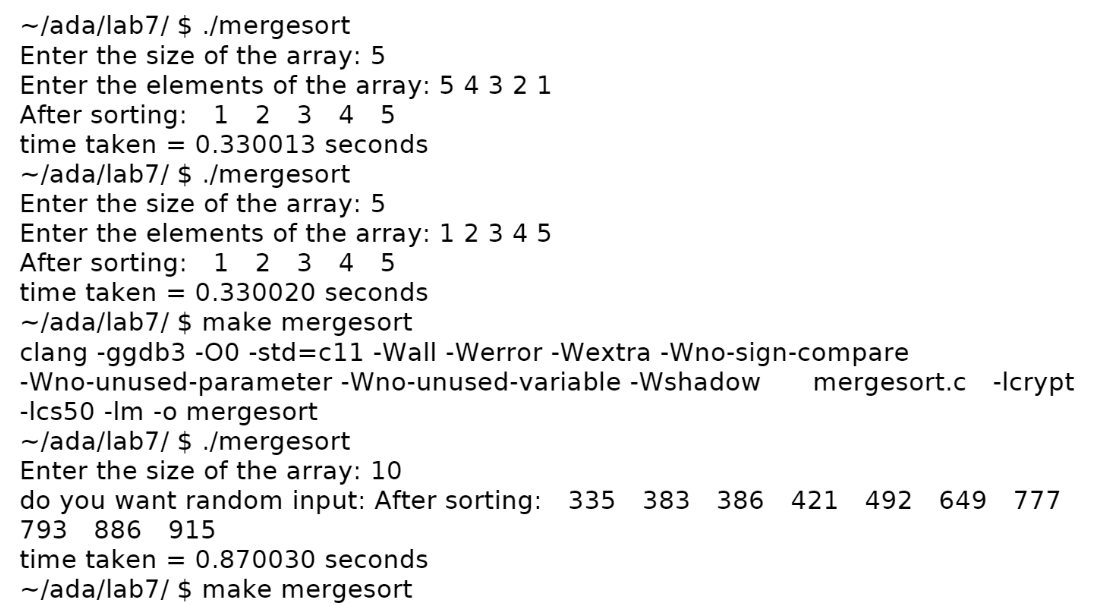 ~/ada/lab7/ $ ./mergesort
Enter the size of the array: 5
Enter the elements of the array: 5 4 3 2 1
After sorting:   1   2   3   4   5
time taken = 0.330013 seconds
~/ada/lab7/ $ ./mergesort
Enter the size of the array: 5
Enter the elements of the array: 1 2 3 4 5
After sorting:   1   2   3   4   5
time taken = 0.330020 seconds
~/ada/lab7/ $ make mergesort
clang -ggdb3 -O0 -std=c11 -Wall -Werror -Wextra -Wno-sign-compare
-Wno-unused-parameter -Wno-unused-variable -Wshadow      mergesort.c   -lcrypt
-lcs50 -lm -o mergesort
~/ada/lab7/ $ ./mergesort
Enter the size of the array: 10
do you want random input: After sorting:   335   383   386   421   492   649   777
793   886   915
time taken = 0.870030 seconds
~/ada/lab7/ $ make mergesort